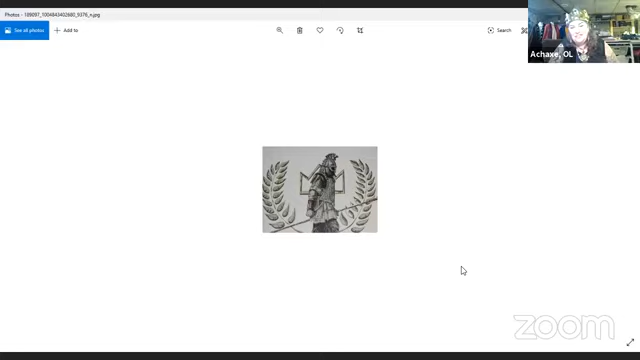 Photos - 189097_1004843402680_9376_n.jpg
See all photos
Add to
Search
Achaxe, OL
zoom